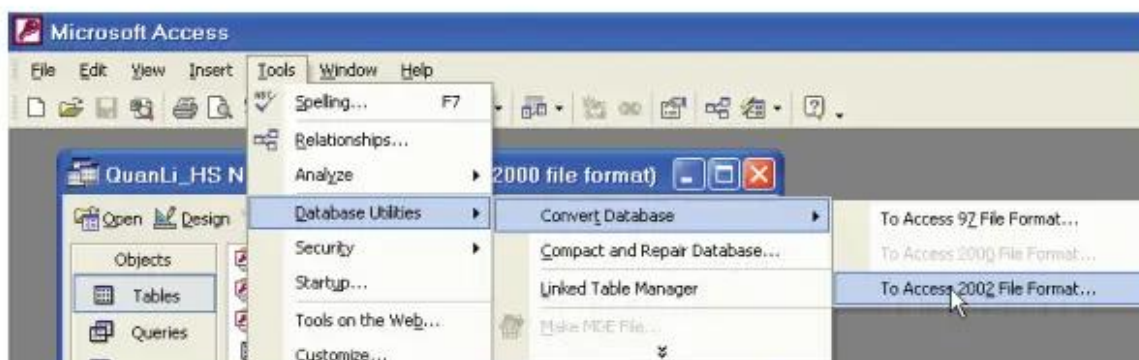 Microsoft Access
File Edit View Insert Tools Window Help
Spelling... F7
Relationships...
QuanLi_HS N 2000 file format)
Analyze
Open Design
Database Utilities
Convert Database
To Access 97 File Format...
Objects
Security
Compact and Repair Database...
To Access 2000 File Format...
Tables
Startup...
Linked Table Manager
To Access 2002 File Format...
Queries
Tools on the Web...
Make MDE File...
Customize...